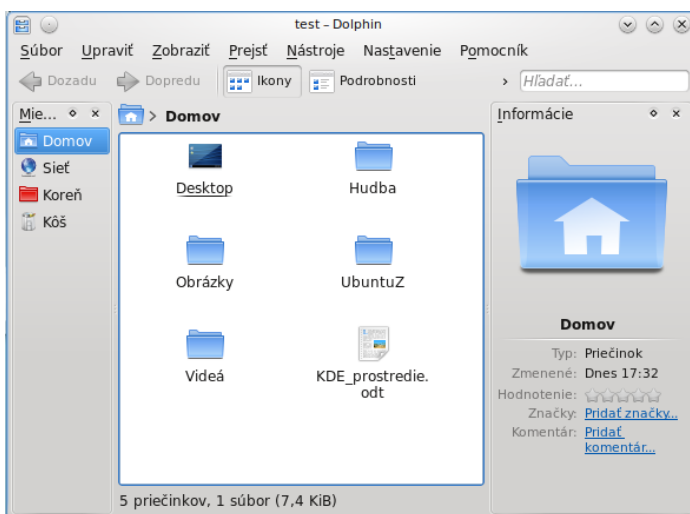 test – Dolphin
Súbor Upraviť Zobraziť Prejsť Nástroje Nastavenie Pomocník
Dozadu Dopredu Ikony Podrobnosti › Hľadať...
Mie...
Domov
Sieť
Koreň
Kôš
> Domov
Desktop Hudba
Obrázky UbuntuZ
Videá KDE_prostredie.
odt
5 priečinkov, 1 súbor (7,4 KiB)
Informácie
Domov
Typ: Priečinok
Zmenené: Dnes 17:32
Hodnotenie:
Značky: Pridať značky...
Komentár: Pridať
komentár...